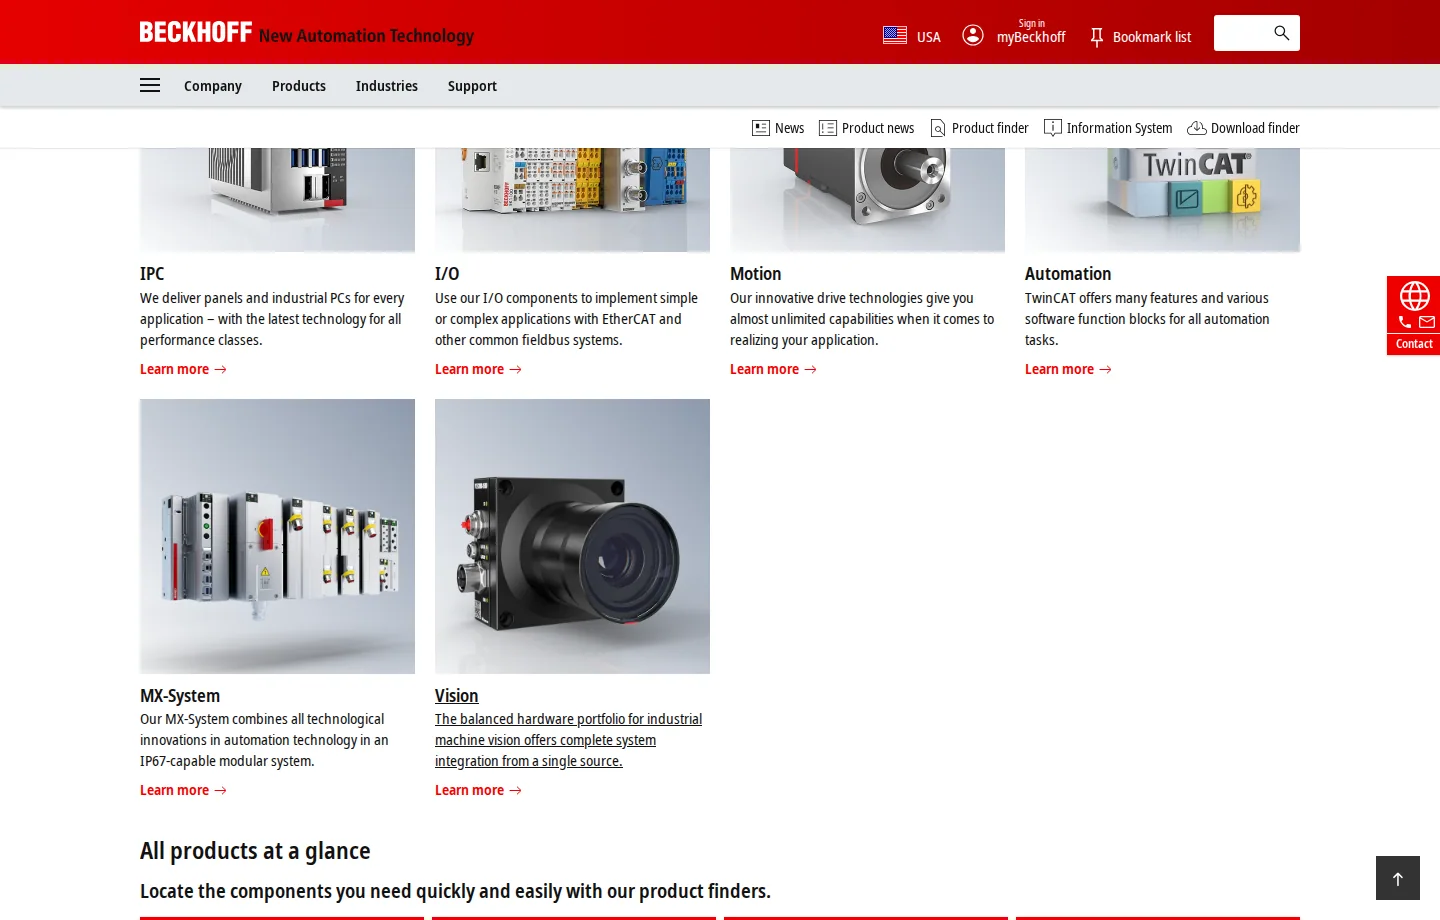 BECKHOFF New Automation Technology
USA
Sign in
myBeckhoff
Bookmark list
Company
Products
Industries
Support
News
Product news
Product finder
Information System
Download finder
TwinCAT®
IPC
We deliver panels and industrial PCs for every
application – with the latest technology for all
performance classes.
Learn more
I/O
Use our I/O components to implement simple
or complex applications with EtherCAT and
other common fieldbus systems.
Learn more
Motion
Our innovative drive technologies give you
almost unlimited capabilities when it comes to
realizing your application.
Learn more
Automation
TwinCAT offers many features and various
software function blocks for all automation
tasks.
Learn more
Contact
MX-System
Our MX-System combines all technological
innovations in automation technology in an
IP67-capable modular system.
Learn more
Vision
The balanced hardware portfolio for industrial
machine vision offers complete system
integration from a single source.
Learn more
All products at a glance
Locate the components you need quickly and easily with our product finders.